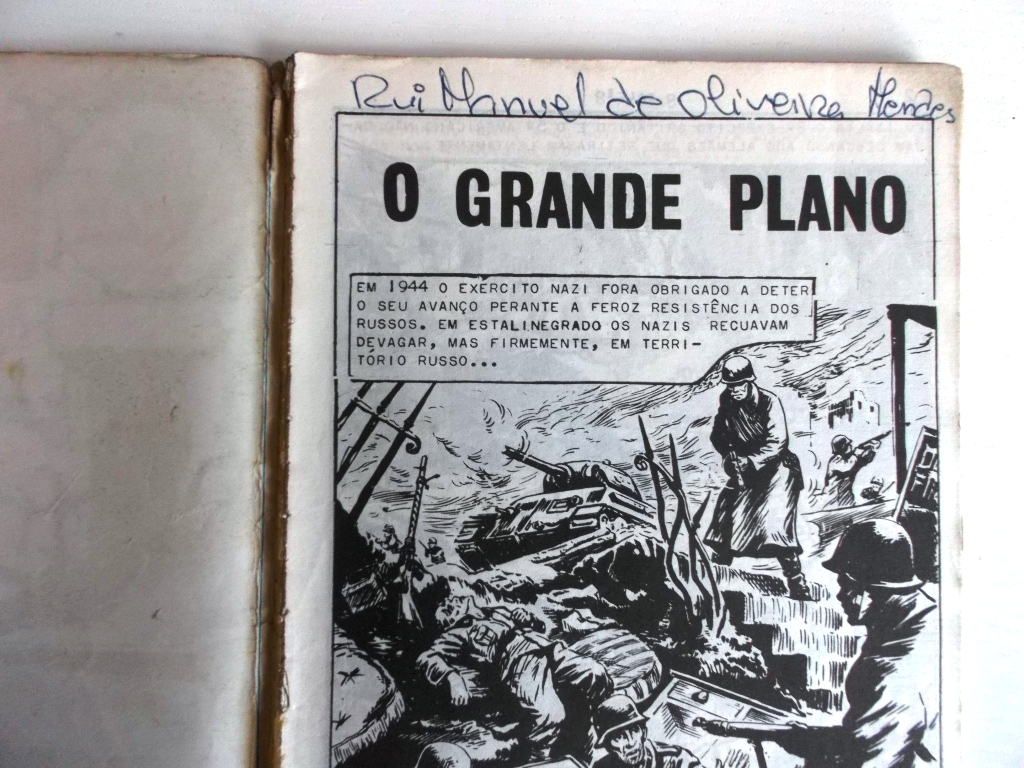 Rui Manuel de Oliveira Mendes
O GRANDE PLANO
EM 1944 O EXERCITO NAZI FORA OBRIGADO A DETER
O SEU AVANÇO PERANTE A FEROZ RESISTÊNCIA DOS
RUSSOS. EM ESTALINEGRADO OS NAZIS RECUAVAM
DEVAGAR, MAS FIRMEMENTE, EM TERRI-
TÓRIO RUSSO...